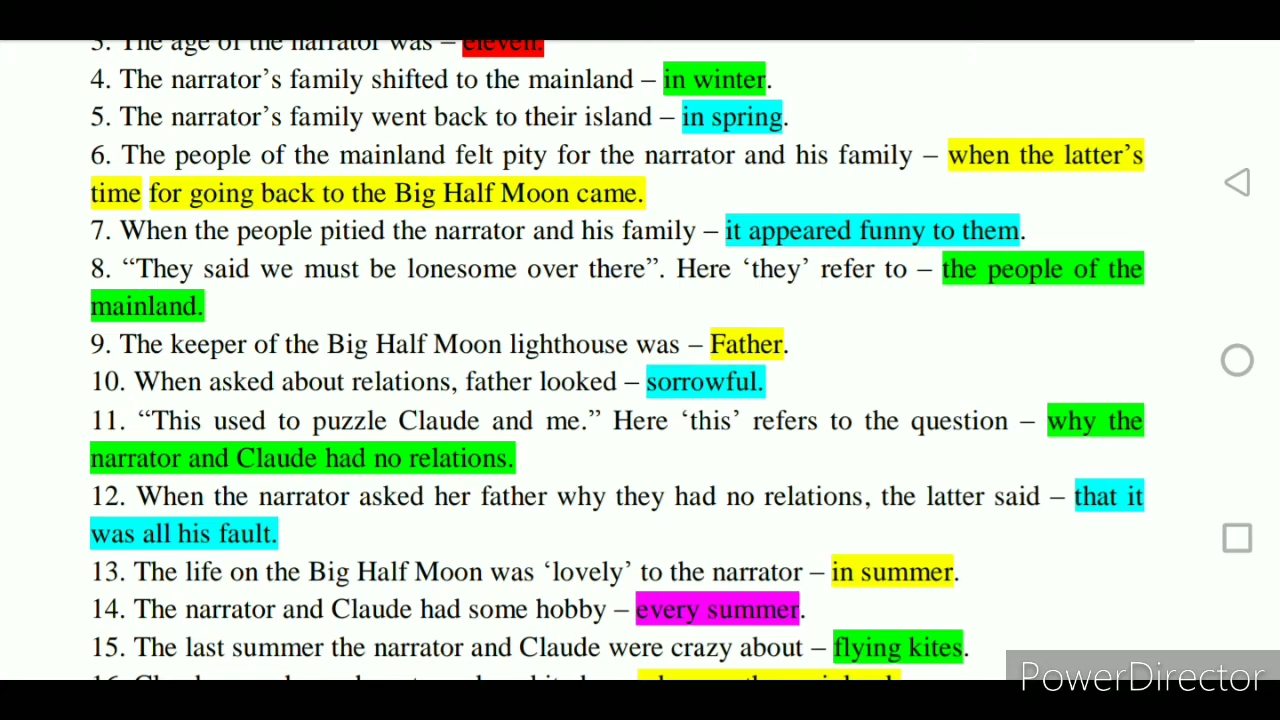 3. The age of the narrator was – eleven.
4. The narrator’s family shifted to the mainland – in winter.
5. The narrator’s family went back to their island – in spring.
6. The people of the mainland felt pity for the narrator and his family – when the latter’s
time for going back to the Big Half Moon came.
7. When the people pitied the narrator and his family – it appeared funny to them.
8. “They said we must be lonesome over there”. Here ‘they’ refer to – the people of the
mainland.
9. The keeper of the Big Half Moon lighthouse was – Father.
10. When asked about relations, father looked – sorrowful.
11. “This used to puzzle Claude and me.” Here ‘this’ refers to the question – why the
narrator and Claude had no relations.
12. When the narrator asked her father why they had no relations, the latter said – that it
was all his fault.
13. The life on the Big Half Moon was ‘lovely’ to the narrator – in summer.
14. The narrator and Claude had some hobby – every summer.
15. The last summer the narrator and Claude were crazy about – flying kites.
16.
PowerDirector